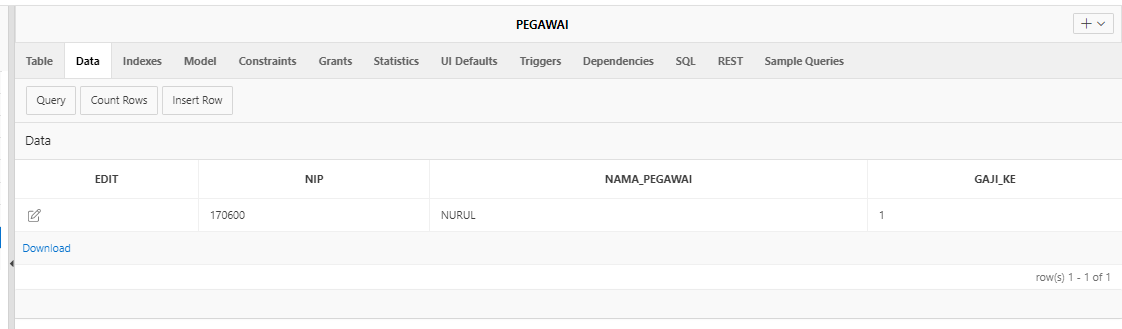 PEGAWAI
Table Data Indexes Model Constraints Grants Statistics UI Defaults Triggers Dependencies SQL REST Sample Queries
Query Count Rows Insert Row
Data
EDIT NIP NAMA_PEGAWAI GAJI_KE
170600 NURUL 1
Download
row(s) 1 - 1 of 1